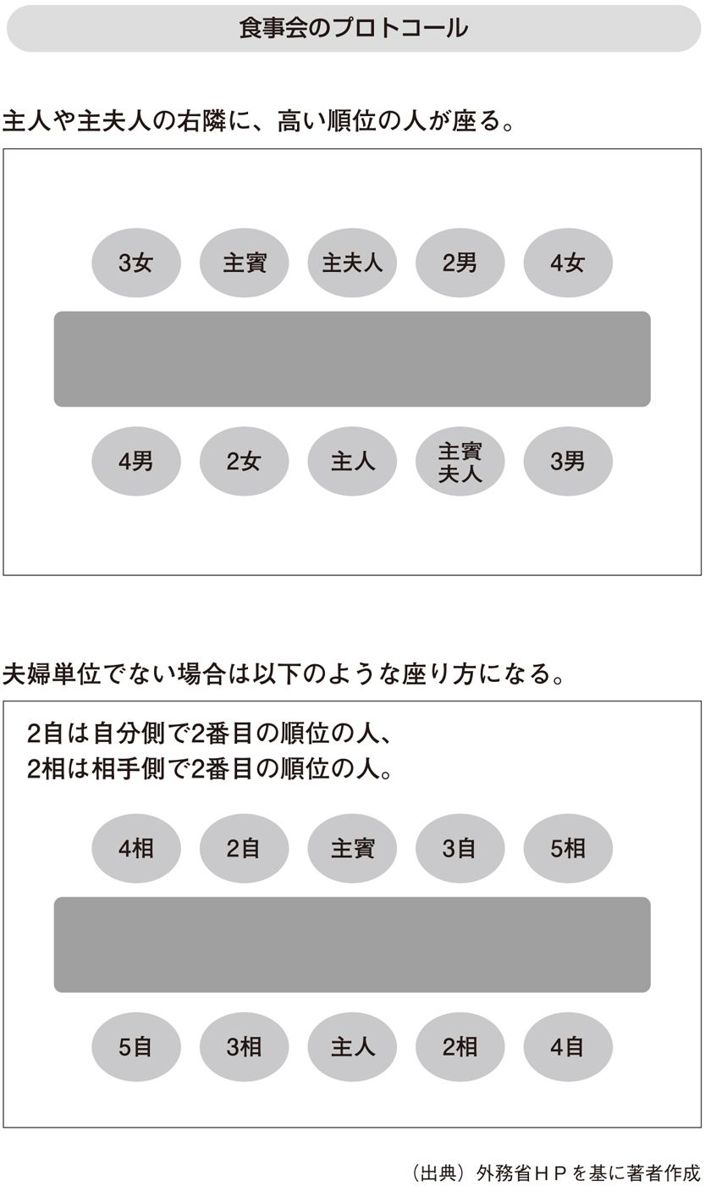 食事会のプロトコール
主人や主夫人の右隣に、高い順位の人が座る。
3女 主賓 主夫人 2男 4女
4男 2女 主人 主賓夫人 3男
夫婦単位でない場合は以下のような座り方になる。
2自は自分側で2番目の順位の人、
2相は相手側で2番目の順位の人。
4相 2自 主賓 3自 5相
5自 3相 主人 2相 4自
（出典）外務省ＨＰを基に著者作成